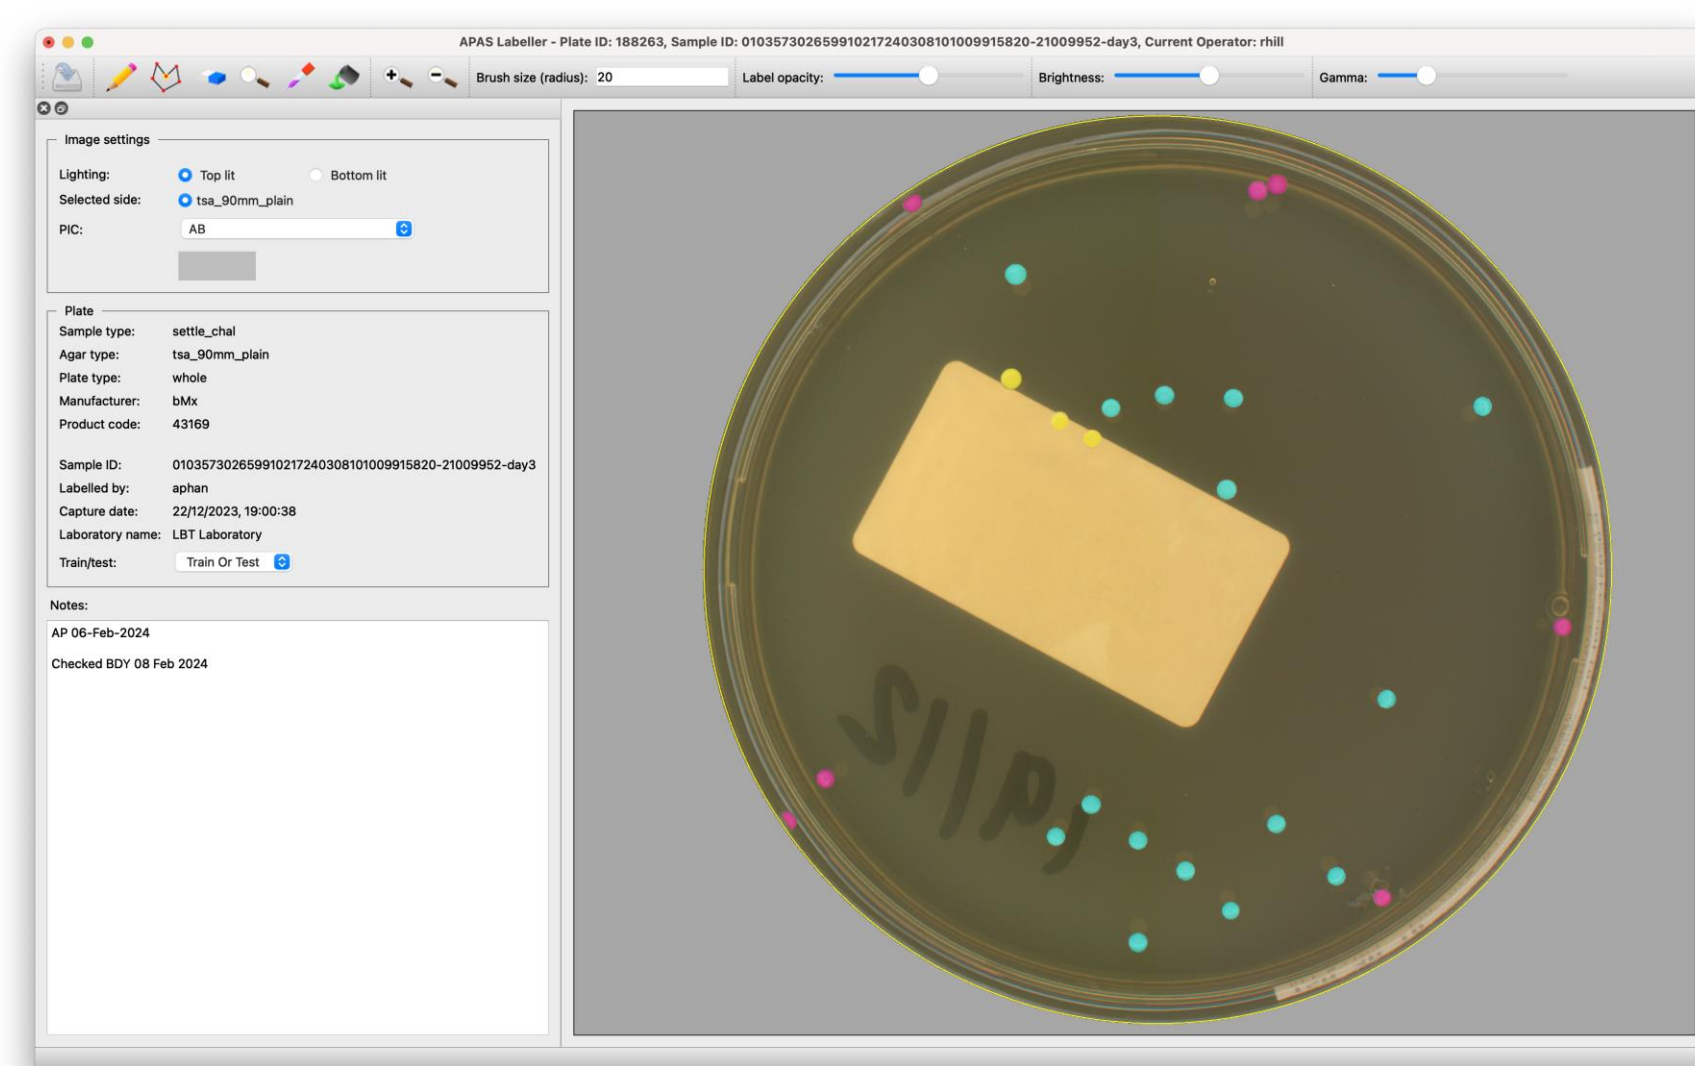 APAS Labeller - Plate ID: 188263, Sample ID: 010357302659910217240308101009915820-21009952-day3, Current Operator: rhill
Brush size (radius): 20 Label opacity: Brightness: Gamma:
Image settings
Lighting: Top lit Bottom lit
Selected side: tsa_90mm_plain
PIC: AB
Plate
Sample type: settle_chal
Agar type: tsa_90mm_plain
Plate type: whole
Manufacturer: bMx
Product code: 43169
Sample ID: 010357302659910217240308101009915820-21009952-day3
Labelled by: aphan
Capture date: 22/12/2023, 19:00:38
Laboratory name: LBT Laboratory
Train/test: Train Or Test
Notes:
AP 06-Feb-2024
Checked BDY 08 Feb 2024